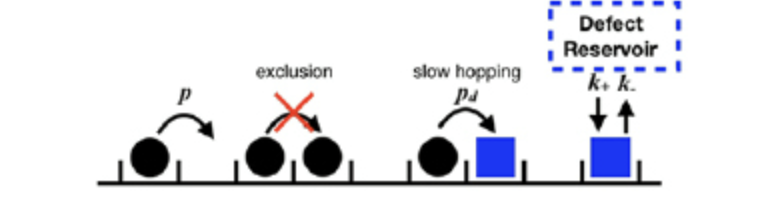 Defect
Reservoir
exclusion
slow hopping
p
p_d
k+ k-